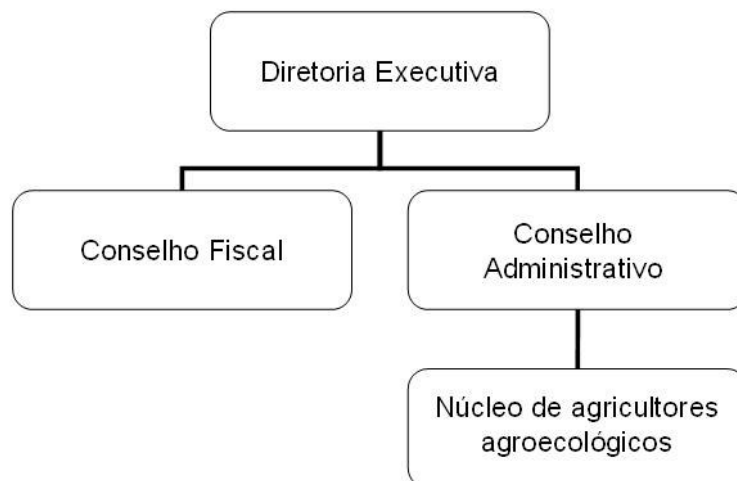 Diretoria Executiva
Conselho Fiscal
Conselho
Administrativo
Núcleo de agricultores
agroecológicos